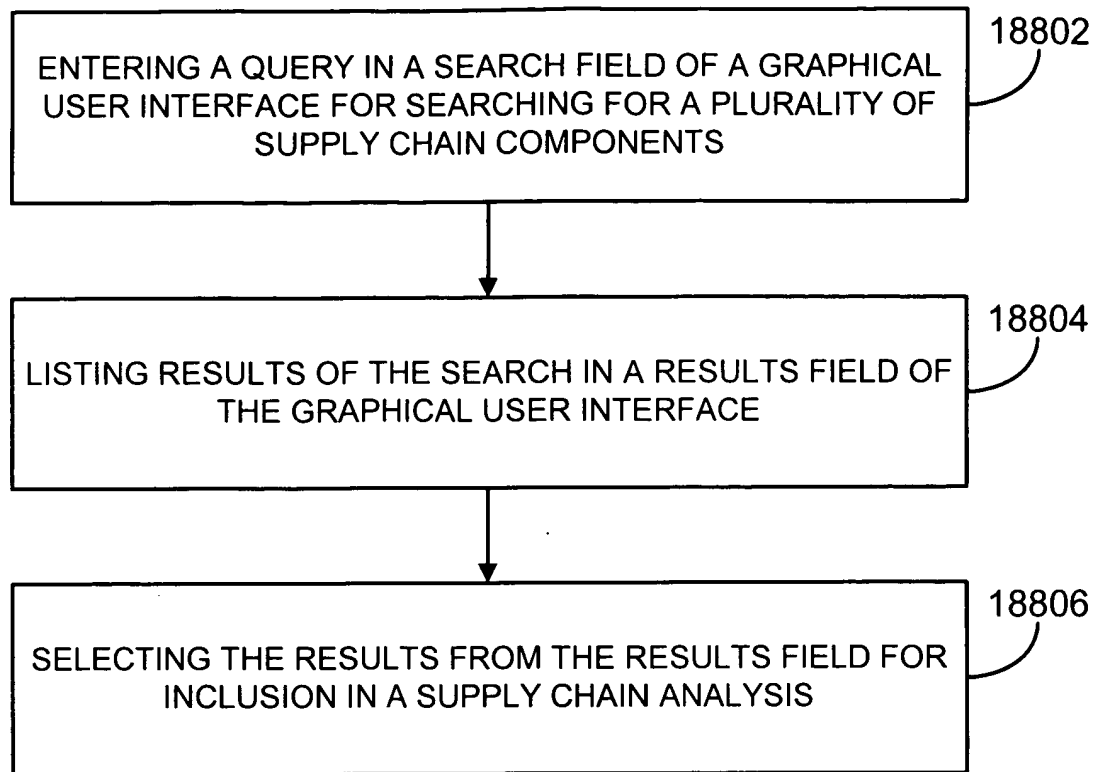 18802
ENTERING A QUERY IN A SEARCH FIELD OF A GRAPHICAL
USER INTERFACE FOR SEARCHING FOR A PLURALITY OF
SUPPLY CHAIN COMPONENTS
18804
LISTING RESULTS OF THE SEARCH IN A RESULTS FIELD OF
THE GRAPHICAL USER INTERFACE
18806
SELECTING THE RESULTS FROM THE RESULTS FIELD FOR
INCLUSION IN A SUPPLY CHAIN ANALYSIS